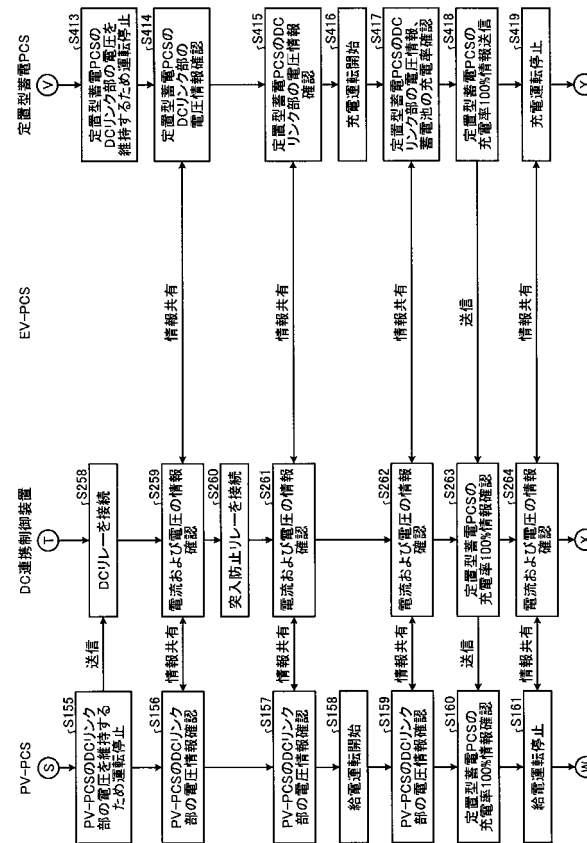 PV-PCS
S
S155
PV-PCSのDCリンク
部の電圧を維持する
ため運転停止
S156
PV-PCSのDCリンク
部の電圧情報確認
S157
PV-PCSのDCリンク
部の電圧情報確認
S158
給電運転開始
S159
PV-PCSのDCリンク
部の電圧情報確認
S160
定置型蓄電PCSの
充電率100%情報確認
S161
給電運転停止
W
送信
情報共有
情報共有
情報共有
送信
情報共有
DC連携制御装置
T
S258
DCリレーを接続
S259
電流および電圧の情報
確認
S260
突入防止リレーを接続
S261
電流および電圧の情報
確認
S262
電流および電圧の情報
確認
S263
定置型蓄電PCSの
充電率100%情報確認
S264
電流および電圧の情報
確認
X
EV-PCS
情報共有
情報共有
情報共有
送信
情報共有
定置型蓄電PCS
V
S413
定置型蓄電PCSの
DCリンク部の電圧を
維持するため運転停止
S414
定置型蓄電PCSの
DCリンク部の
電圧情報確認
S415
定置型蓄電PCSのDC
リンク部の電圧情報
確認
S416
充電運転開始
S417
定置型蓄電PCSのDC
リンク部の電圧情報、
蓄電池の充電率確認
S418
定置型蓄電PCSの
充電率100%情報送信
S419
充電運転停止
Y